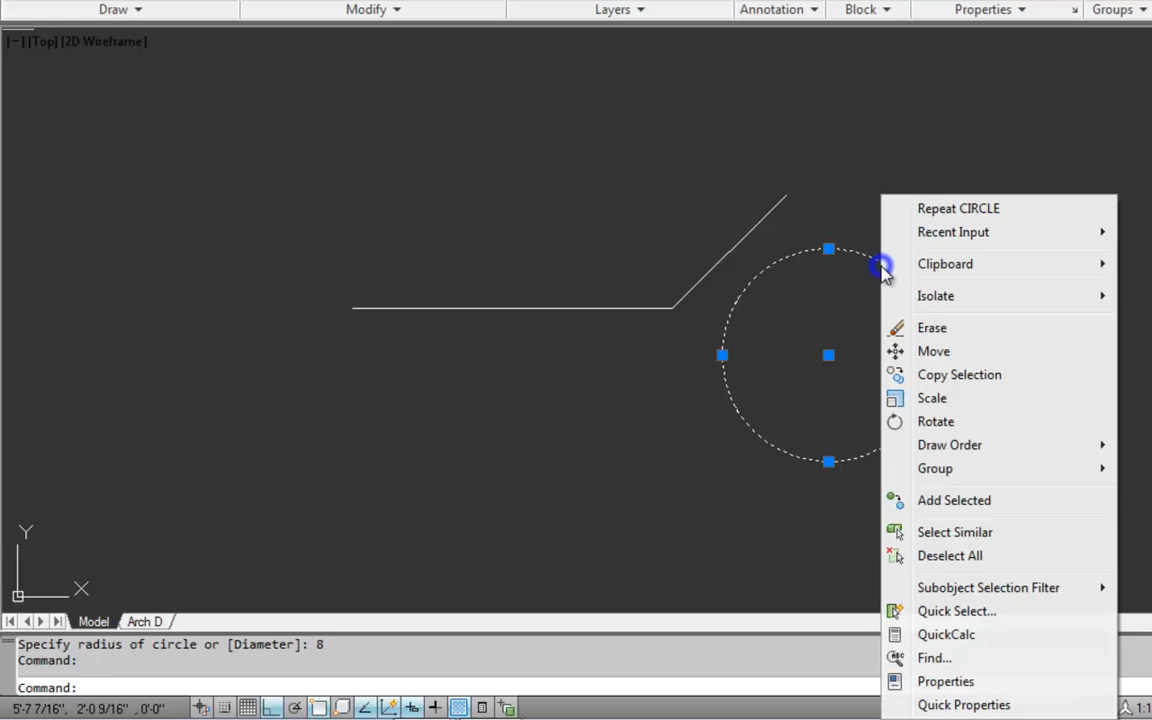 Draw
Modify
Layers
Annotation
Block
Properties
Groups
[−] [Top] [2D Wireframe]
Repeat CIRCLE
Recent Input
Clipboard
Isolate
Erase
Move
Copy Selection
Scale
Rotate
Draw Order
Group
Add Selected
Select Similar
Deselect All
Subobject Selection Filter
Quick Select...
QuickCalc
Find...
Properties
Quick Properties
Y
X
Model Arch D
Specify radius of circle or [Diameter]: 8
Command:
Command:
5'-7 7/16", 2'-0 9/16" ,0'-0"
1:1